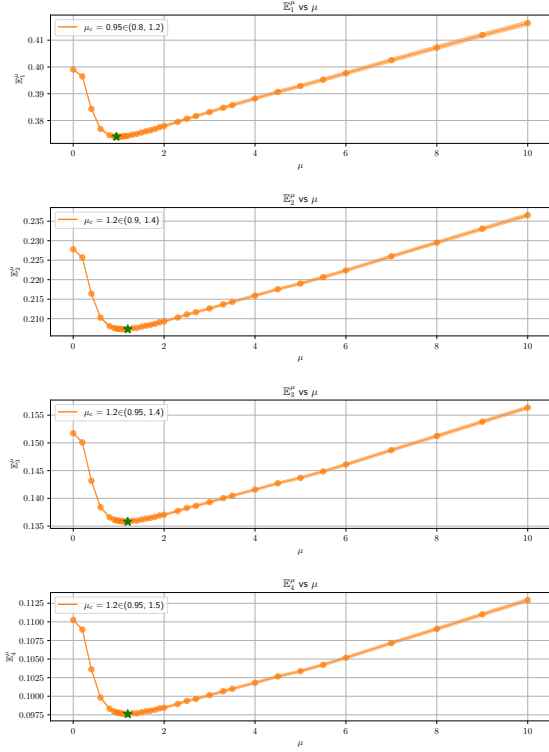 𝔼₁^μ vs μ
μ_c = 0.95∈(0.8, 1.2)
𝔼₁^μ
0.41
0.40
0.39
0.38
0 2 4 6 8 10
μ
𝔼₂^μ vs μ
μ_c = 1.2∈(0.9, 1.4)
𝔼₂^μ
0.235
0.230
0.225
0.220
0.215
0.210
0 2 4 6 8 10
μ
𝔼₃^μ vs μ
μ_c = 1.2∈(0.95, 1.4)
𝔼₃^μ
0.155
0.150
0.145
0.140
0.135
0 2 4 6 8 10
μ
𝔼₄^μ vs μ
μ_c = 1.2∈(0.95, 1.5)
𝔼₄^μ
0.1125
0.1100
0.1075
0.1050
0.1025
0.1000
0.0975
0 2 4 6 8 10
μ